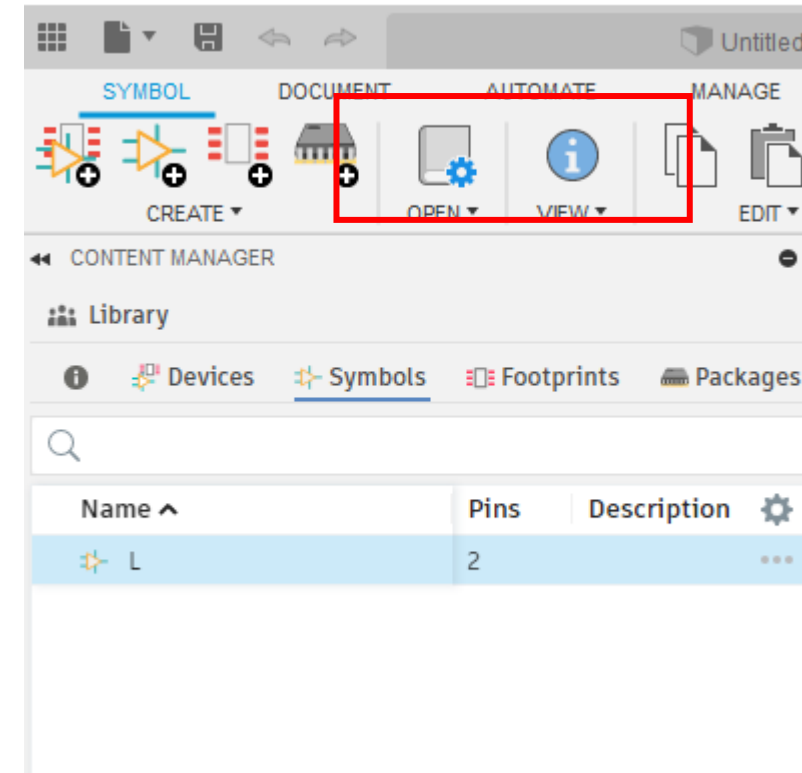 Untitled
SYMBOL DOCUMENT AUTOMATE MANAGE
CREATE OPEN VIEW EDIT
CONTENT MANAGER
Library
Devices Symbols Footprints Packages
Name Pins Description
L 2